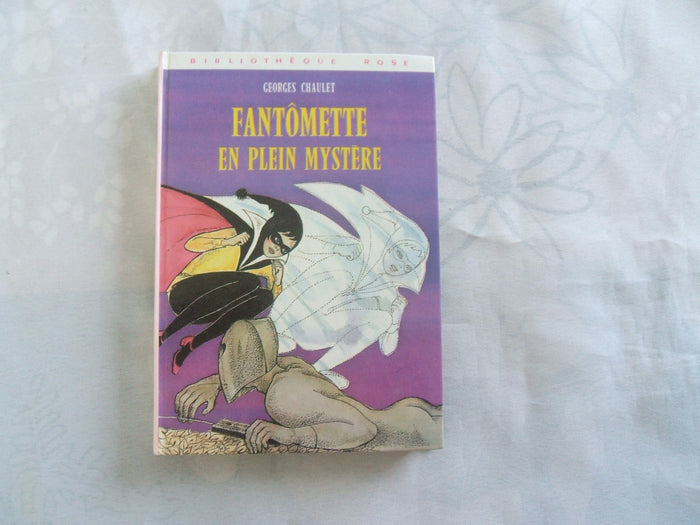 BIBLIOTHÈQUE ROSE
GEORGES CHAULET
FANTÔMETTE
EN PLEIN MYSTÈRE